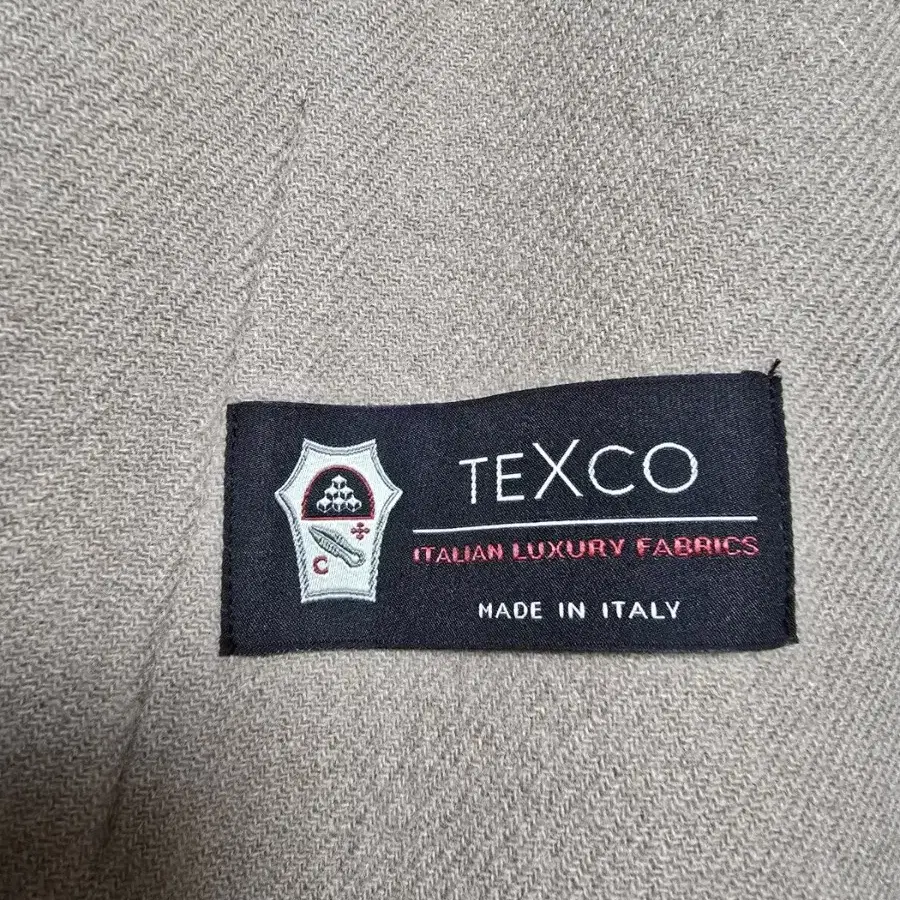 TEXCO
ITALIAN LUXURY FABRICS
MADE IN ITALY
C